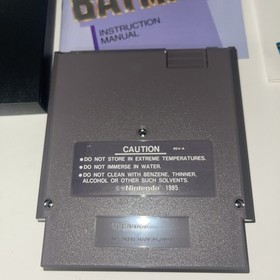 INSTRUCTION
MANUAL
CAUTION
REV-A
• DO NOT STORE IN EXTREME TEMPERATURES.
• DO NOT IMMERSE IN WATER.
• DO NOT CLEAN WITH BENZENE, THINNER,
ALCOHOL OR OTHER SUCH SOLVENTS.
©Nintendo® 1985